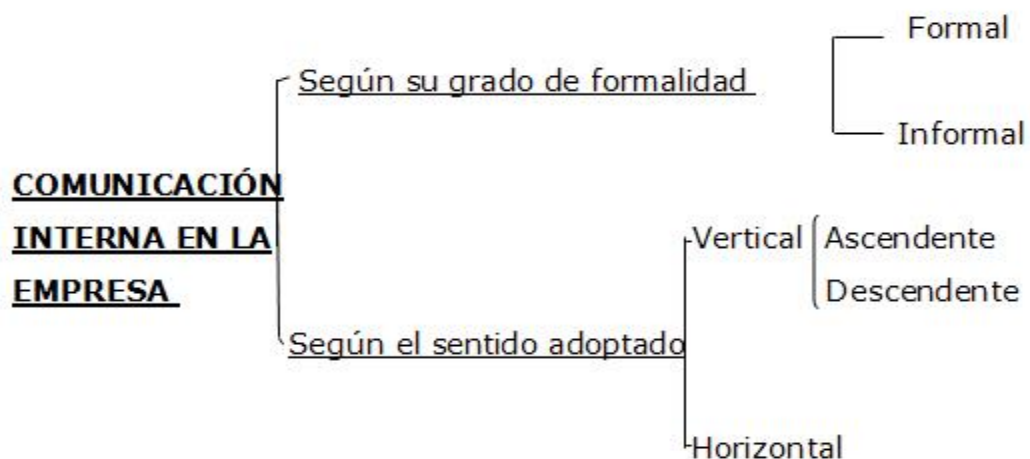 Formal
Según su grado de formalidad
Informal
COMUNICACIÓN
INTERNA EN LA
EMPRESA
Vertical
Ascendente
Descendente
Según el sentido adoptado
Horizontal